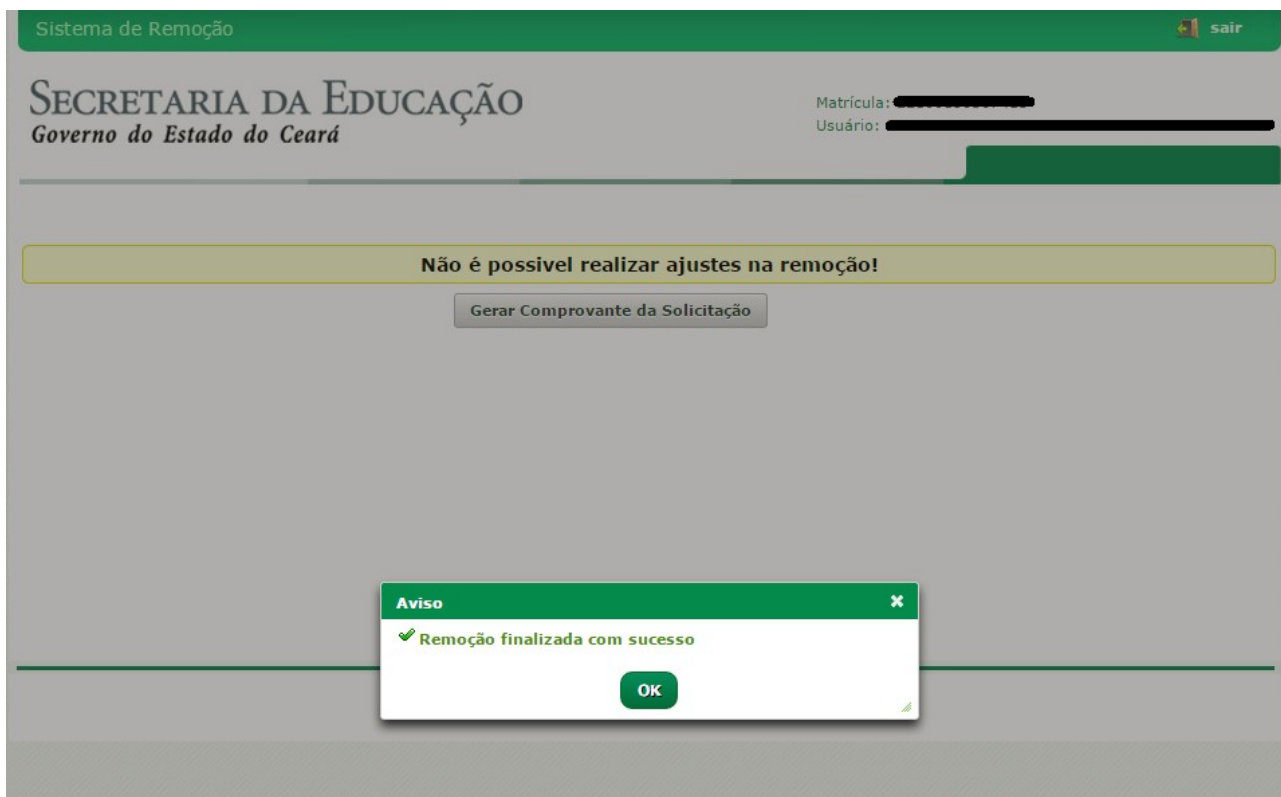 Sistema de Remoção
sair
SECRETARIA DA EDUCAÇÃO
Governo do Estado do Ceará
Matrícula:
Usuário:
Não é possivel realizar ajustes na remoção!
Gerar Comprovante da Solicitação
Aviso
Remoção finalizada com sucesso
OK